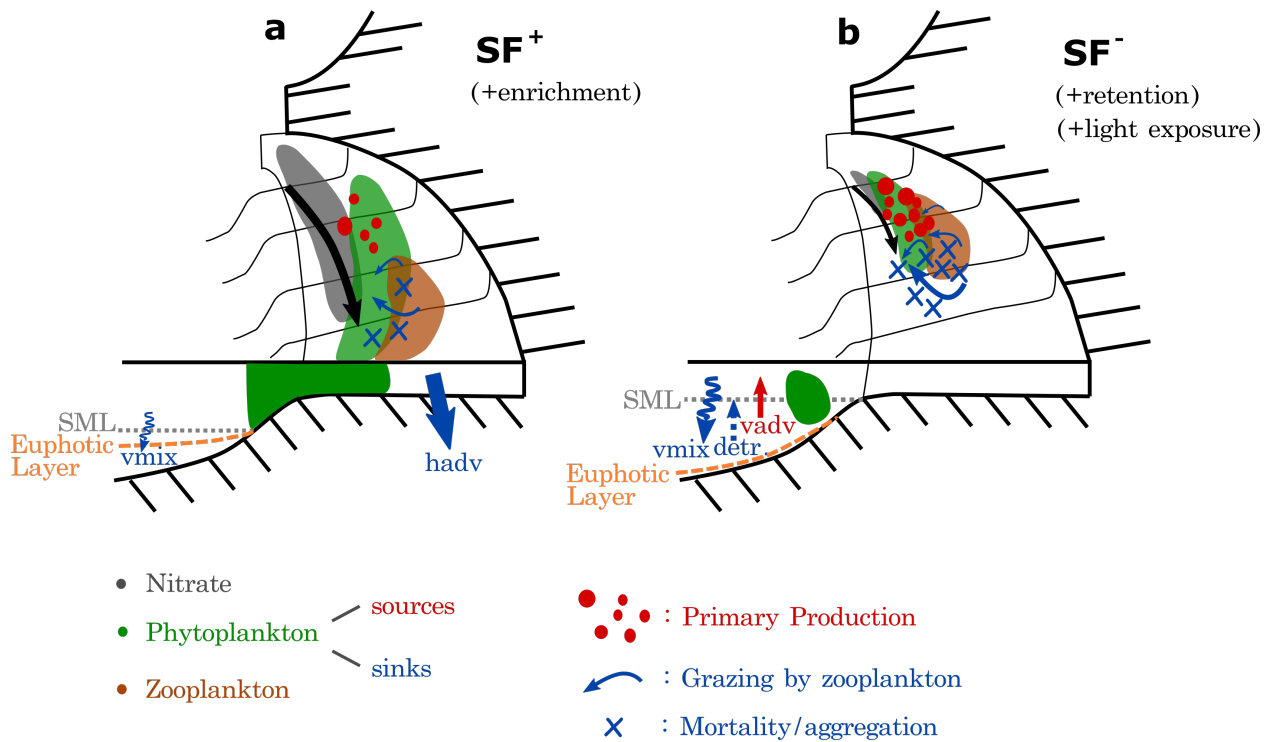 a
SF+
(+enrichment)
SML
Euphotic
Layer
vmix
hadv
b
SF-
(+retention)
(+light exposure)
SML
vmix
detr.
vadv
Euphotic
Layer
• Nitrate
• Phytoplankton
sources
sinks
• Zooplankton
: Primary Production
: Grazing by zooplankton
: Mortality/aggregation